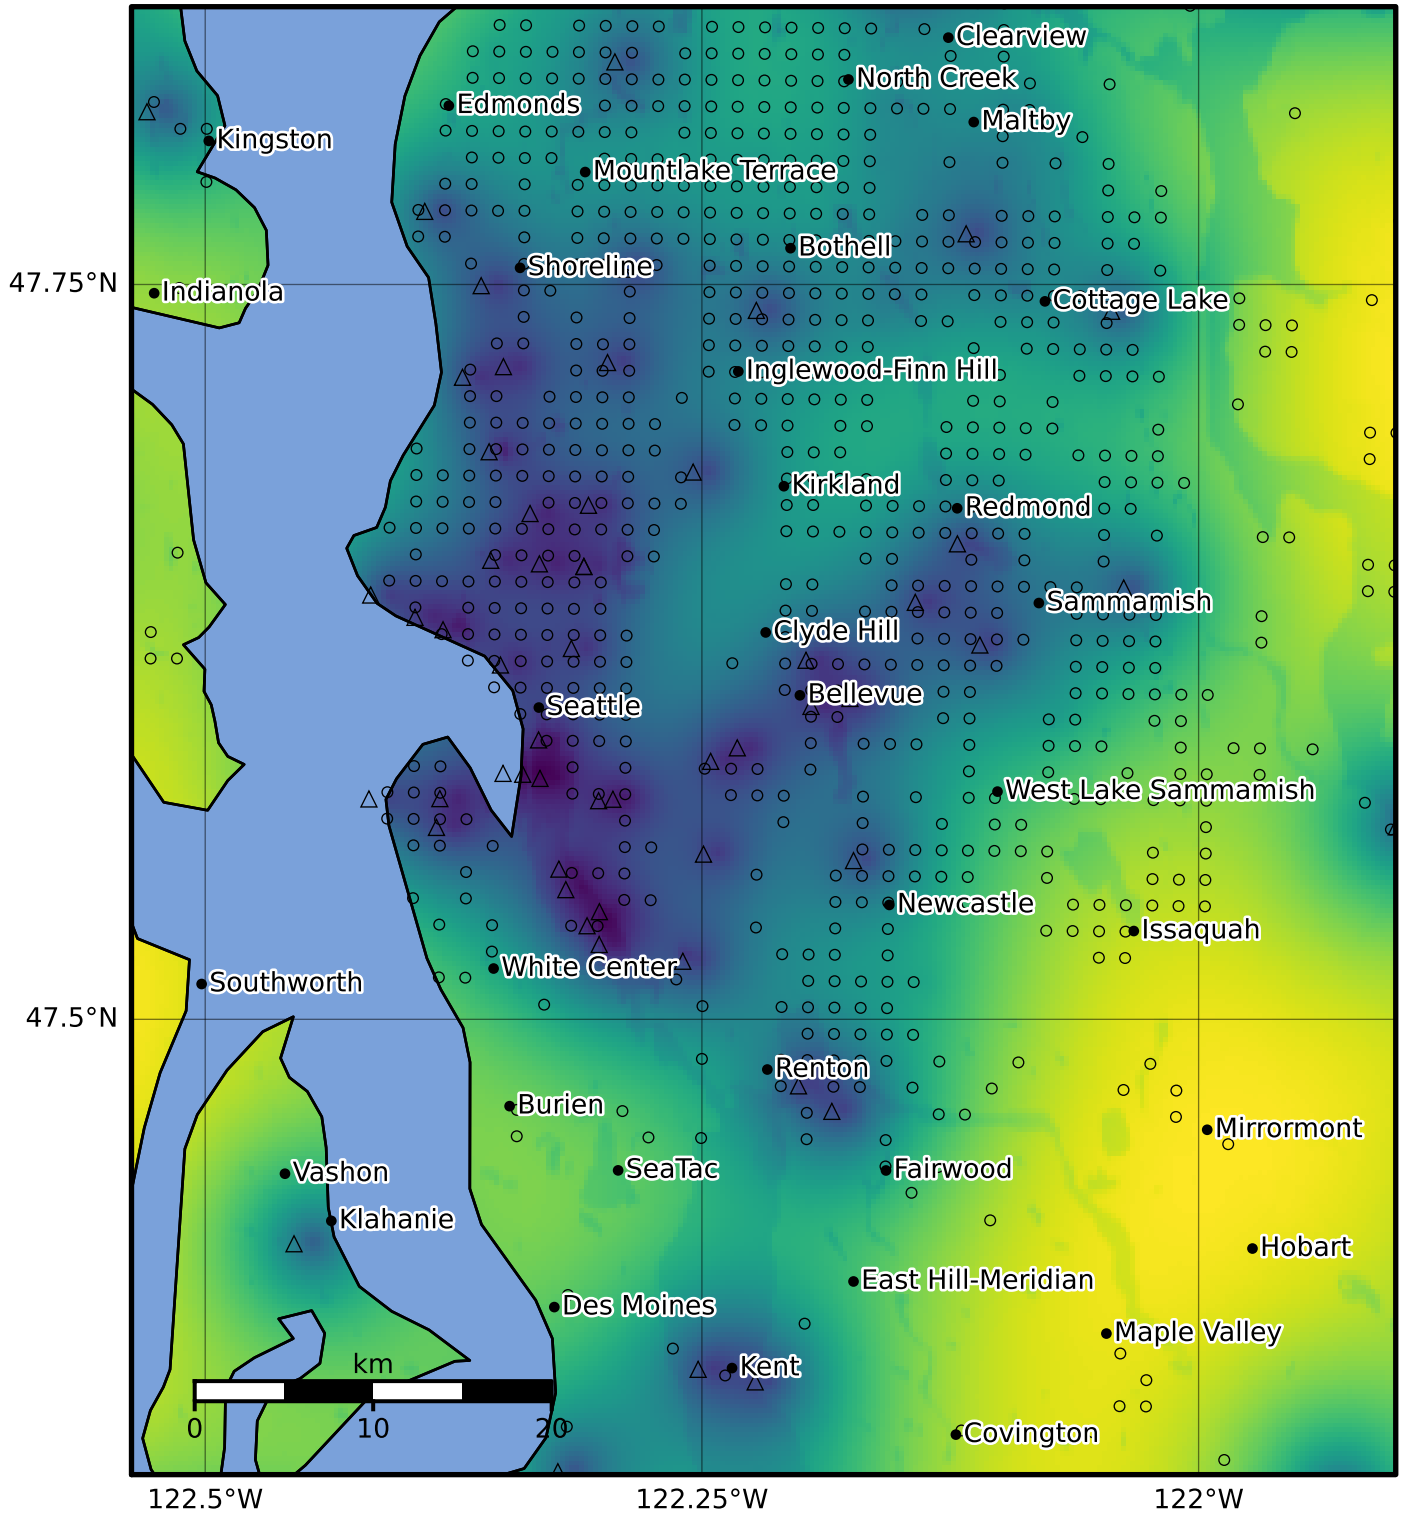 Clearview
North Creek
Edmonds
Maltby
Kingston
Mountlake Terrace
Bothell
Shoreline
47.75°N
Indianola
Cottage Lake
Inglewood-Finn Hill
Kirkland
Redmond
Sammamish
Clyde Hill
Bellevue
Seattle
West Lake Sammamish
Newcastle
Issaquah
White Center
Southworth
47.5°N
Renton
Burien
Mirrormont
Vashon
SeaTac
Fairwood
Klahanie
Hobart
East Hill-Meridian
Des Moines
Maple Valley
km
Kent
0 10 20
Covington
122.5°W 122.25°W 122°W